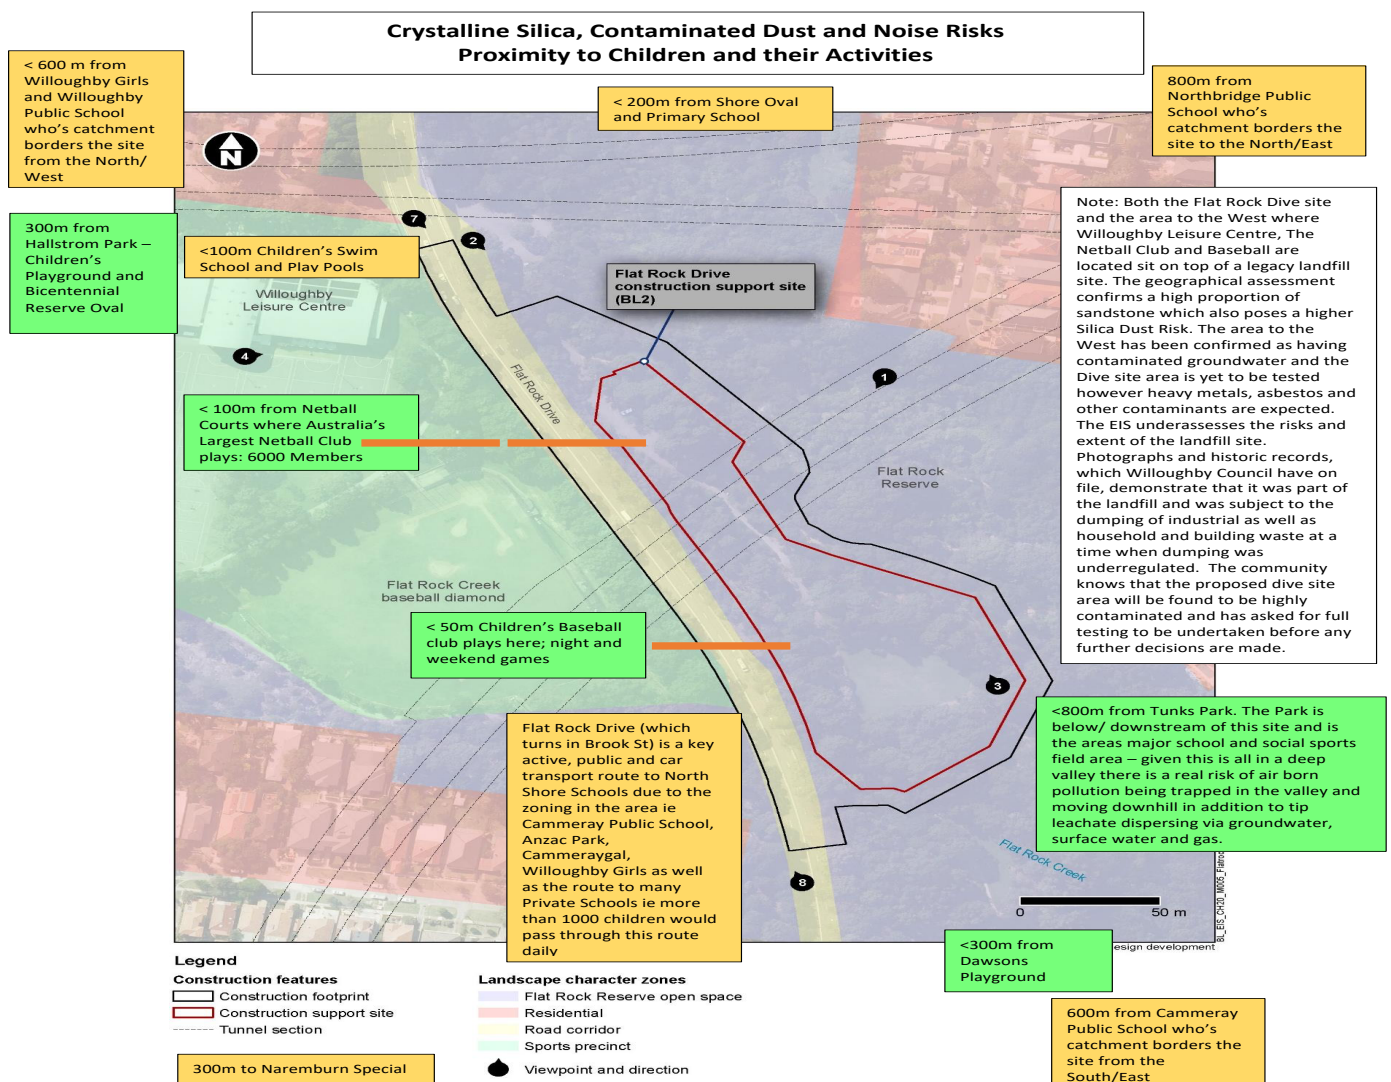 Crystalline Silica, Contaminated Dust and Noise Risks
Proximity to Children and their Activities
< 600 m from
Willoughby Girls
and Willoughby
Public School
who's catchment
borders the site
from the North/
West
< 200m from Shore Oval
and Primary School
800m from
Northbridge Public
School who's
catchment borders the
site to the North/East
N
300m from
Hallstrom Park –
Children's
Playground and
Bicentennial
Reserve Oval
<100m Children's Swim
School and Play Pools
7
2
Willoughby
Leisure Centre
4
Flat Rock Drive
construction support site
(BL2)
1
Flat Rock Drive
Note: Both the Flat Rock Dive site
and the area to the West where
Willoughby Leisure Centre, The
Netball Club and Baseball are
located sit on top of a legacy landfill
site. The geographical assessment
confirms a high proportion of
sandstone which also poses a higher
Silica Dust Risk. The area to the
West has been confirmed as having
contaminated groundwater and the
Dive site area is yet to be tested
however heavy metals, asbestos and
other contaminants are expected.
The EIS underassesses the risks and
extent of the landfill site.
Photographs and historic records,
which Willoughby Council have on
file, demonstrate that it was part of
the landfill and was subject to the
dumping of industrial as well as
household and building waste at a
time when dumping was
underregulated. The community
knows that the proposed dive site
area will be found to be highly
contaminated and has asked for full
testing to be undertaken before any
further decisions are made.
< 100m from Netball
Courts where Australia's
Largest Netball Club
plays: 6000 Members
Flat Rock
Reserve
Flat Rock Creek
baseball diamond
< 50m Children's Baseball
club plays here; night and
weekend games
3
<800m from Tunks Park. The Park is
below/ downstream of this site and is
the areas major school and social sports
field area – given this is all in a deep
valley there is a real risk of air born
pollution being trapped in the valley and
moving downhill in addition to tip
leachate dispersing via groundwater,
surface water and gas.
Flat Rock Drive (which
turns in Brook St) is a key
active, public and car
transport route to North
Shore Schools due to the
zoning in the area ie
Cammeray Public School,
Anzac Park,
Cammeraygal,
Willoughby Girls as well
as the route to many
Private Schools ie more
than 1000 children would
pass through this route
daily
8
Flat Rock Creek
0 50 m
BL_EIS_CH20_M005_Flatroc
esign development
<300m from
Dawsons
Playground
Legend
Construction features
Construction footprint
Construction support site
Tunnel section
Landscape character zones
Flat Rock Reserve open space
Residential
Road corridor
Sports precinct
Viewpoint and direction
600m from Cammeray
Public School who's
catchment borders the
site from the
South/East
300m to Naremburn Special